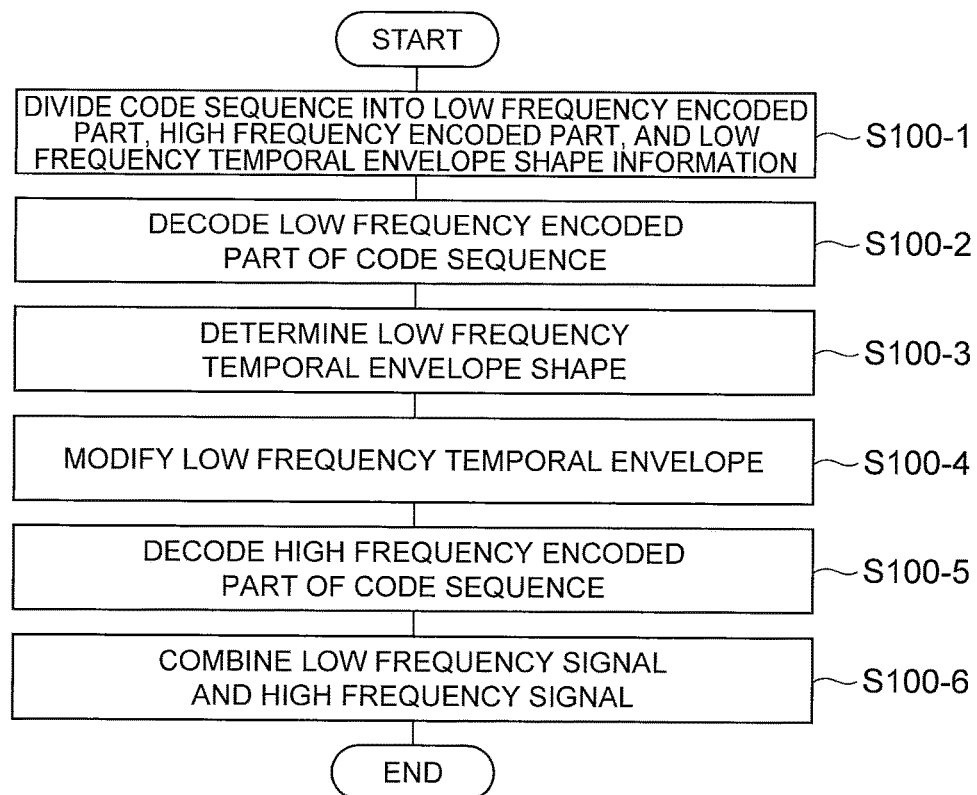 START
DIVIDE CODE SEQUENCE INTO LOW FREQUENCY ENCODED
PART, HIGH FREQUENCY ENCODED PART, AND LOW
FREQUENCY TEMPORAL ENVELOPE SHAPE INFORMATION
S100-1
DECODE LOW FREQUENCY ENCODED
PART OF CODE SEQUENCE
S100-2
DETERMINE LOW FREQUENCY
TEMPORAL ENVELOPE SHAPE
S100-3
MODIFY LOW FREQUENCY TEMPORAL ENVELOPE
S100-4
DECODE HIGH FREQUENCY ENCODED
PART OF CODE SEQUENCE
S100-5
COMBINE LOW FREQUENCY SIGNAL
AND HIGH FREQUENCY SIGNAL
S100-6
END